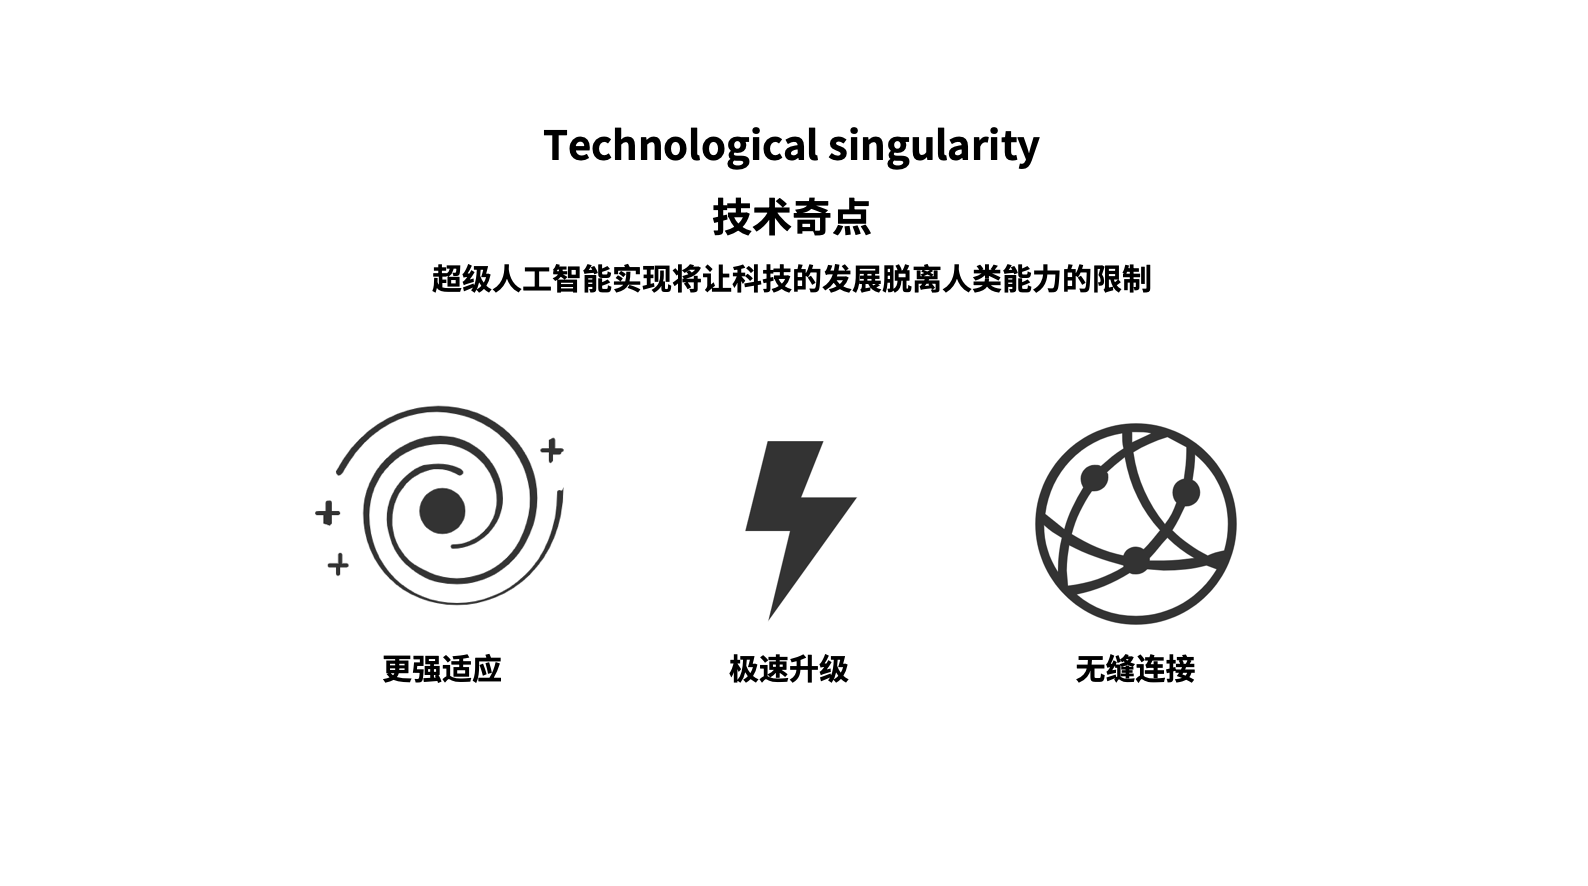 Technological singularity
技术奇点
超级人工智能实现将让科技的发展脱离人类能力的限制
更强适应
极速升级
无缝连接